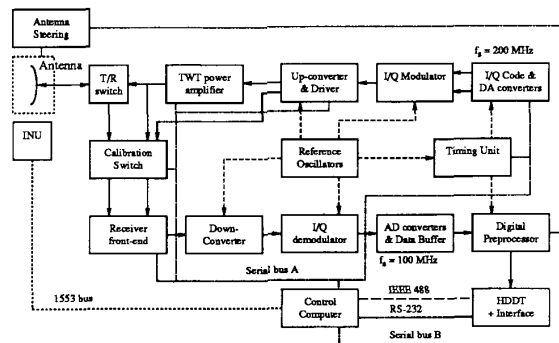 Antenna
Steering
f_s = 200 MHz
Antenna
T/R
switch
TWT power
amplifier
Up-converter
& Driver
I/Q Modulator
I/Q Code &
DA converters
INU
Calibration
Switch
Reference
Oscillators
Timing Unit
Receiver
front-end
Down-
Converter
I/Q
demodulator
AD converters
& Data Buffer
Digital
Preprocessor
f_s = 100 MHz
Serial bus A
1553 bus
Control
Computer
IEEE 488
RS-232
HDDT
+ Interface
Serial bus B